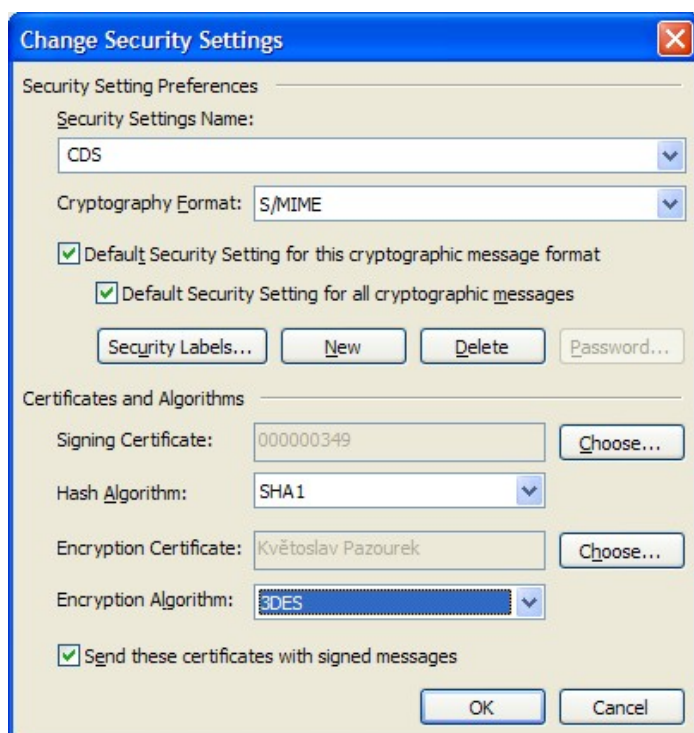 Change Security Settings
Security Setting Preferences
Security Settings Name:
CDS
Cryptography Format: S/MIME
Default Security Setting for this cryptographic message format
Default Security Setting for all cryptographic messages
Security Labels... New Delete Password...
Certificates and Algorithms
Signing Certificate: 000000349 Choose...
Hash Algorithm: SHA1
Encryption Certificate: Květoslav Pazourek Choose...
Encryption Algorithm: 3DES
Send these certificates with signed messages
OK Cancel